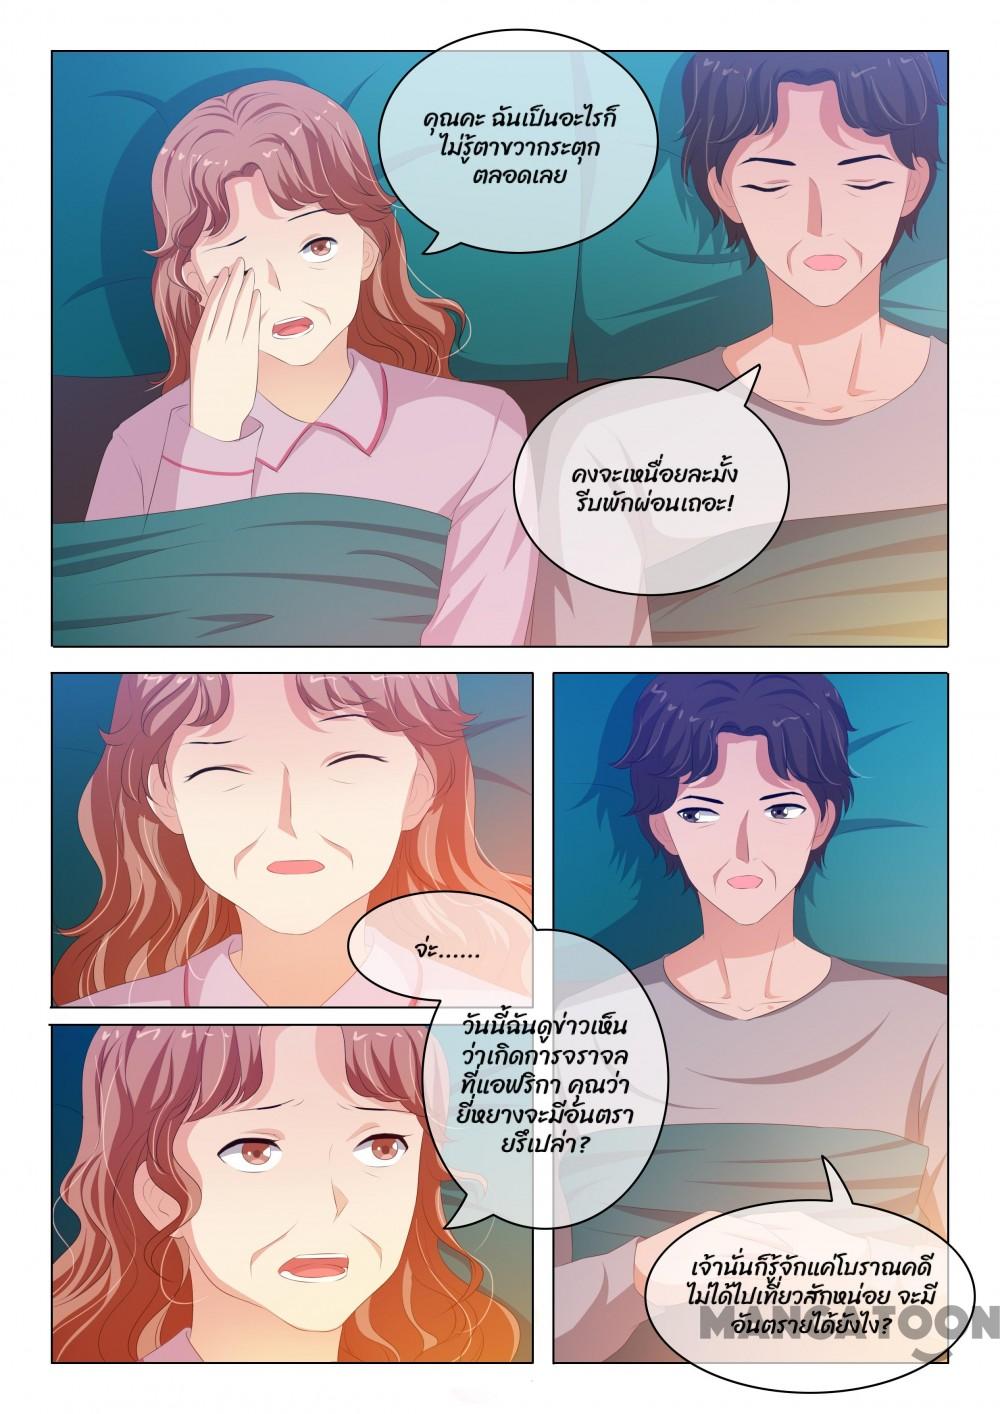 คุณคะ ฉันเป็นอะไรก็
ไม่รู้ตาขวากระตุก
ตลอดเลย
คงจะเหนื่อยละมั้ง
รีบพักผ่อนเถอะ!
จ่ะ......
วันนี้ฉันดูข่าวเห็น
ว่าเกิดการจราจล
ที่แอฟริกา คุณว่า
ยี่หยางจะมีอันตรา
ยรึเปล่า?
เจ้านั่นก็รู้จักแค่โบราณคดี
ไม่ได้ไปเที่ยวสักหน่อย จะมี
อันตรายได้ยังไง?
MANGATOON